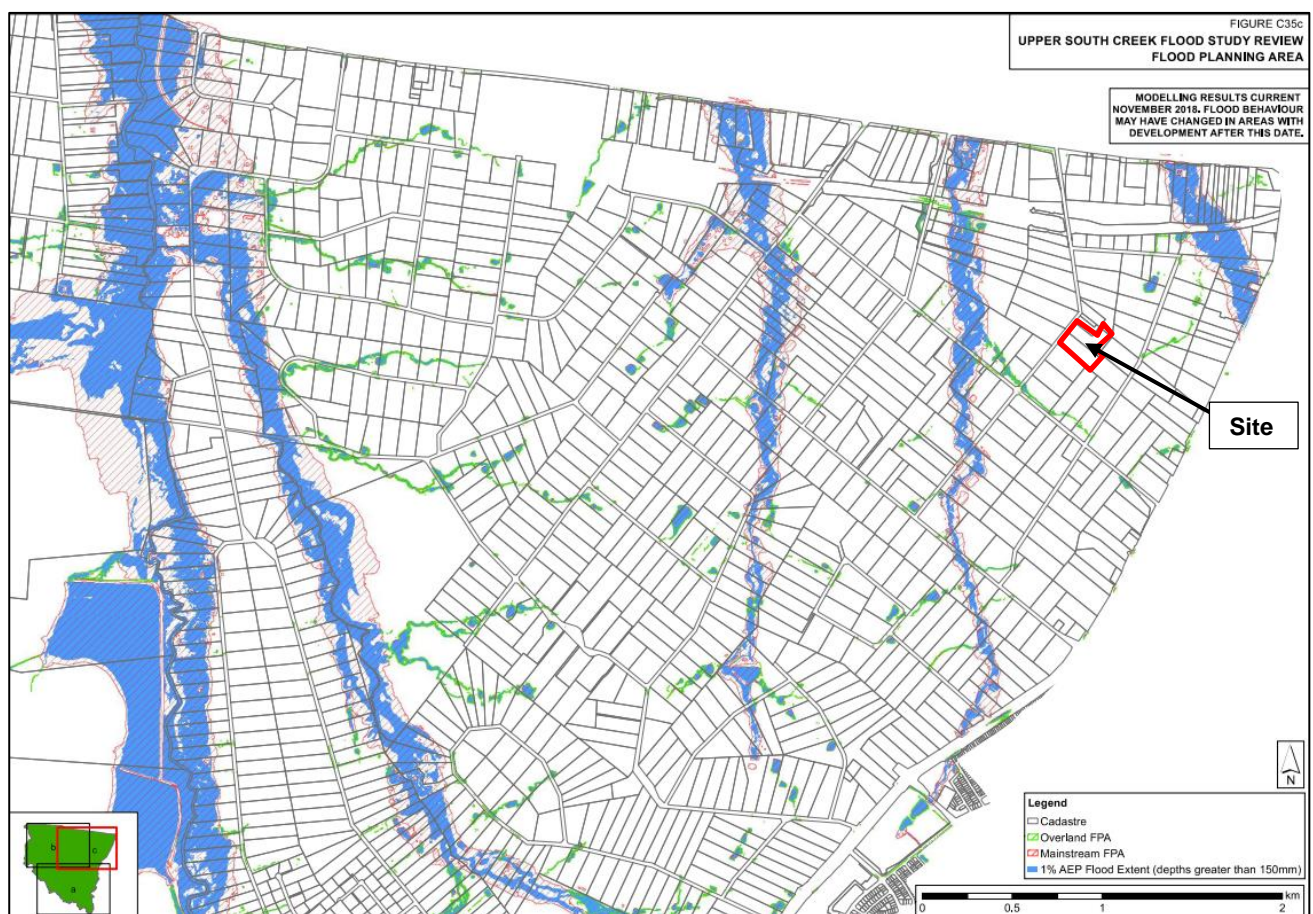 FIGURE C35c
UPPER SOUTH CREEK FLOOD STUDY REVIEW
FLOOD PLANNING AREA
MODELLING RESULTS CURRENT
NOVEMBER 2018. FLOOD BEHAVIOUR
MAY HAVE CHANGED IN AREAS WITH
DEVELOPMENT AFTER THIS DATE.
Site
N
Legend
Cadastre
Overland FPA
Mainstream FPA
1% AEP Flood Extent (depths greater than 150mm)
b
c
a
km
0
0.5
1
2